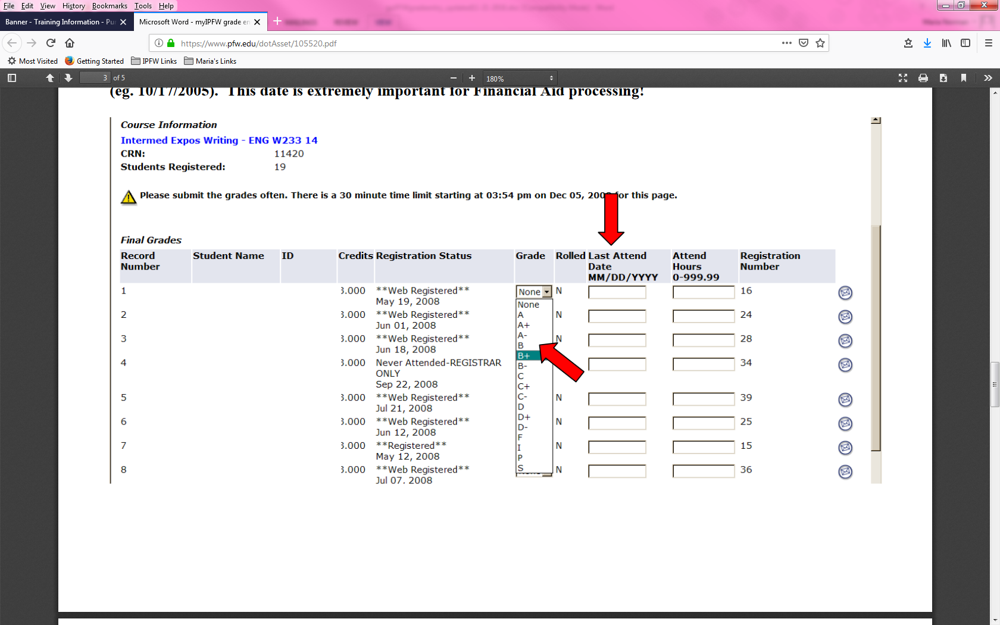 File Edit View History Bookmarks Tools Help
Banner - Training Information - Pu
Microsoft Word - myIPFW grade en
https://www.pfw.edu/dotAsset/105520.pdf
Most Visited Getting Started IPFW Links Maria's Links
3 of 5 180%
(eg. 10/17/2005). This date is extremely important for Financial Aid processing!
Course Information
Intermed Expos Writing - ENG W233 14
CRN: 11420
Students Registered: 19
Please submit the grades often. There is a 30 minute time limit starting at 03:54 pm on Dec 05, for this page.
Final Grades
Record Student Name ID Credits Registration Status Grade Rolled Last Attend Attend Registration
Number Date Hours Number
MM/DD/YYYY 0-999.99
1 3.000 **Web Registered** None N 16
May 19, 2008
2 3.000 **Web Registered** N 24
Jun 01, 2008
3 3.000 **Web Registered** N 28
Jun 18, 2008
4 3.000 Never Attended-REGISTRAR 34
ONLY
Sep 22, 2008
5 3.000 **Web Registered** N 39
Jul 21, 2008
6 3.000 **Web Registered** N 25
Jun 12, 2008
7 3.000 **Registered** N 15
May 12, 2008
8 3.000 **Web Registered** N 36
Jul 07, 2008
None
A
A+
A-
B
B+
B-
C
C+
C-
D
D+
D-
F
I
P
S